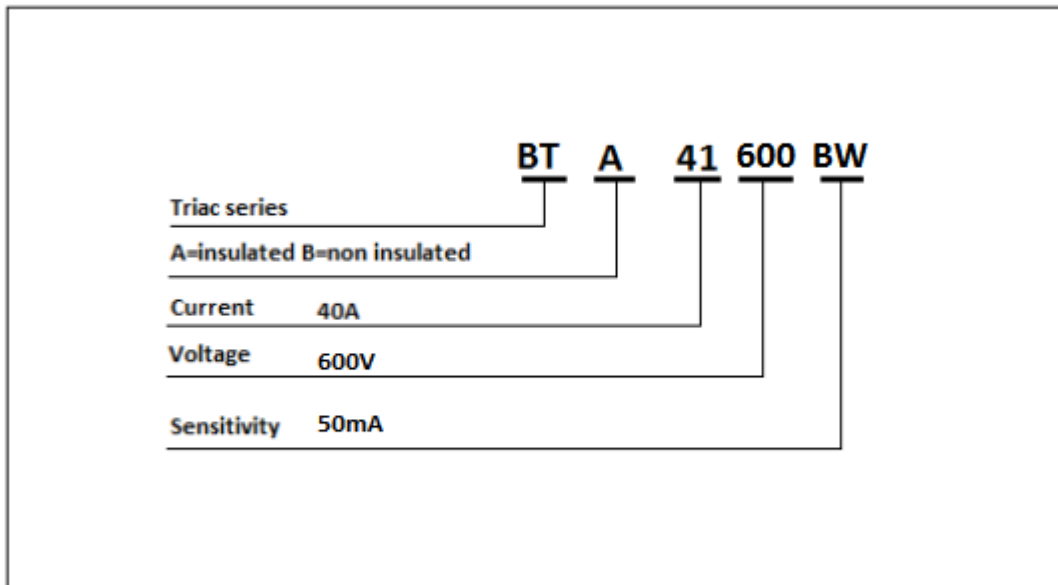 BT A 41 600 BW
Triac series
A=insulated B=non insulated
Current 40A
Voltage 600V
Sensitivity 50mA